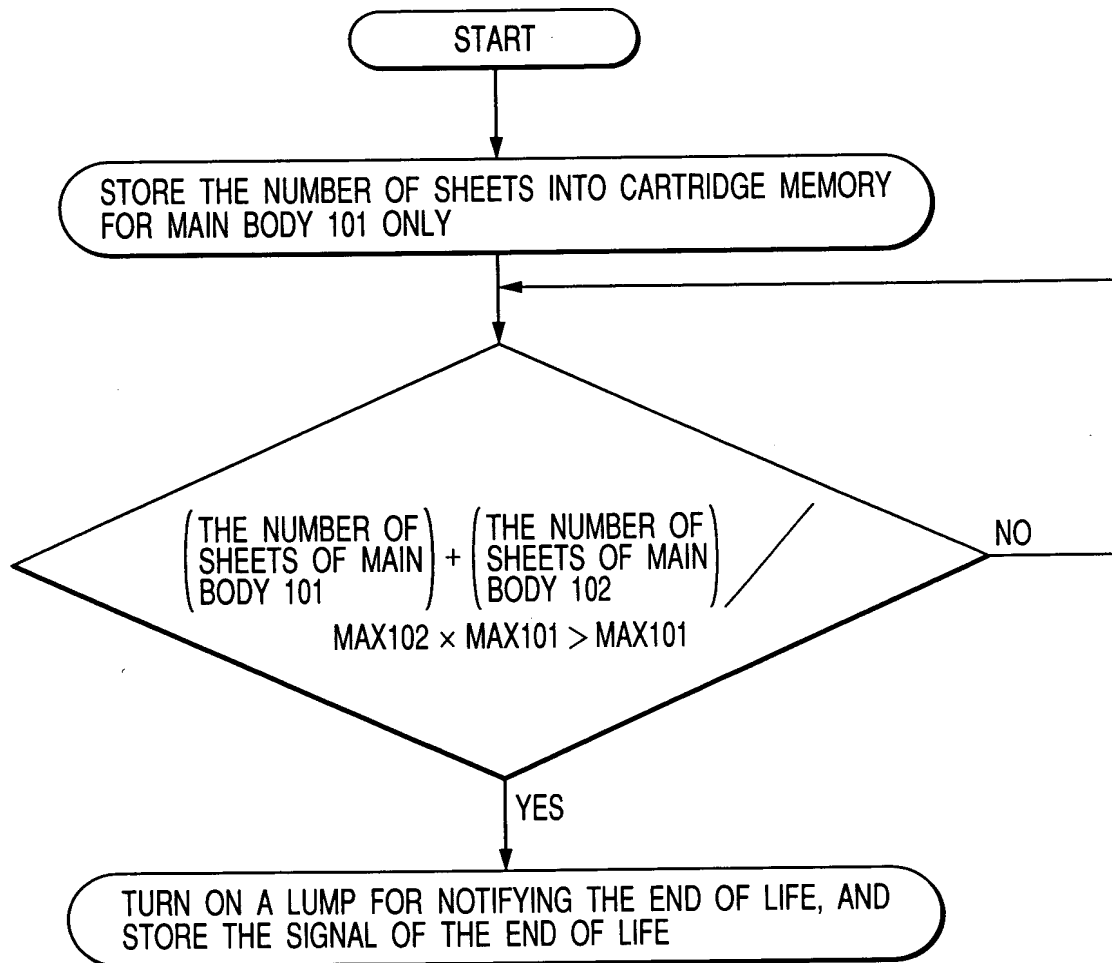 START
STORE THE NUMBER OF SHEETS INTO CARTRIDGE MEMORY
FOR MAIN BODY 101 ONLY
(THE NUMBER OF SHEETS OF MAIN BODY 101) + (THE NUMBER OF SHEETS OF MAIN BODY 102) /
MAX102 × MAX101 > MAX101
NO
YES
TURN ON A LUMP FOR NOTIFYING THE END OF LIFE, AND
STORE THE SIGNAL OF THE END OF LIFE